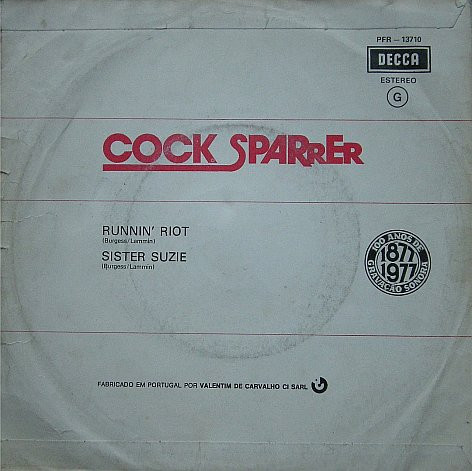 PFR - 13710
DECCA
ESTEREO
G
COCK SPARRER
RUNNIN' RIOT
(Burgess/Lammin)
SISTER SUZIE
(Burgess/Lammin)
100 ANOS DE
1877
1977
GRAVAÇÃO SONORA
FABRICADO EM PORTUGAL POR VALENTIM DE CARVALHO CI SARL